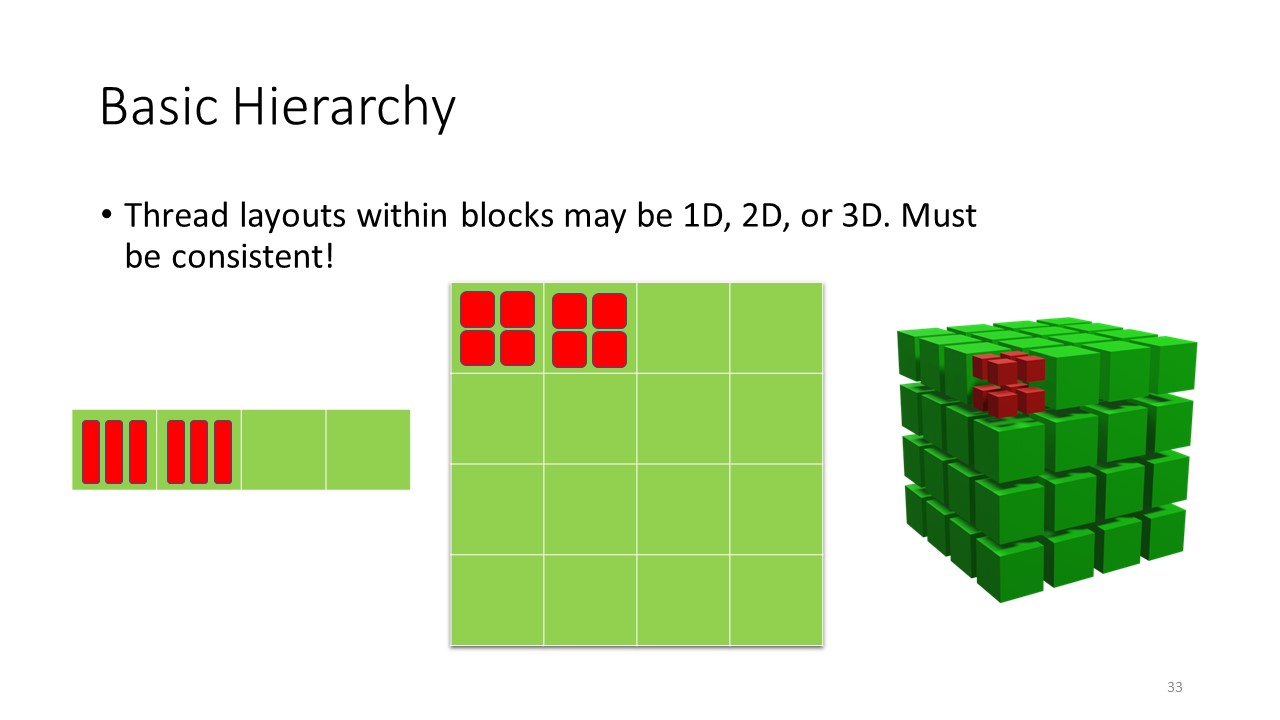 Basic Hierarchy
• Thread layouts within blocks may be 1D, 2D, or 3D. Must
be consistent!
33